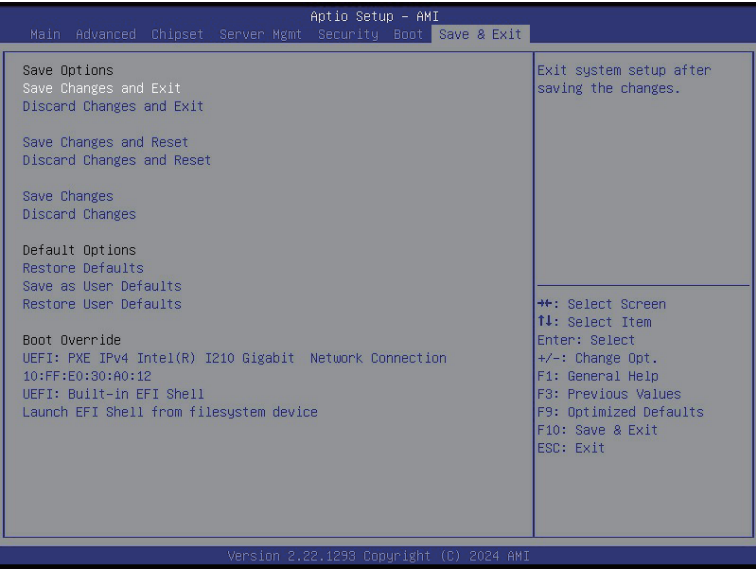 Aptio Setup – AMI
Main Advanced Chipset Server Mgmt Security Boot Save & Exit
Save Options
Save Changes and Exit
Discard Changes and Exit
Save Changes and Reset
Discard Changes and Reset
Save Changes
Discard Changes
Default Options
Restore Defaults
Save as User Defaults
Restore User Defaults
Boot Override
UEFI: PXE IPv4 Intel(R) I210 Gigabit Network Connection
10:FF:E0:30:A0:12
UEFI: Built-in EFI Shell
Launch EFI Shell from filesystem device
Exit system setup after
saving the changes.
→←: Select Screen
↑↓: Select Item
Enter: Select
+/-: Change Opt.
F1: General Help
F3: Previous Values
F9: Optimized Defaults
F10: Save & Exit
ESC: Exit
Version 2.22.1293 Copyright (C) 2024 AMI